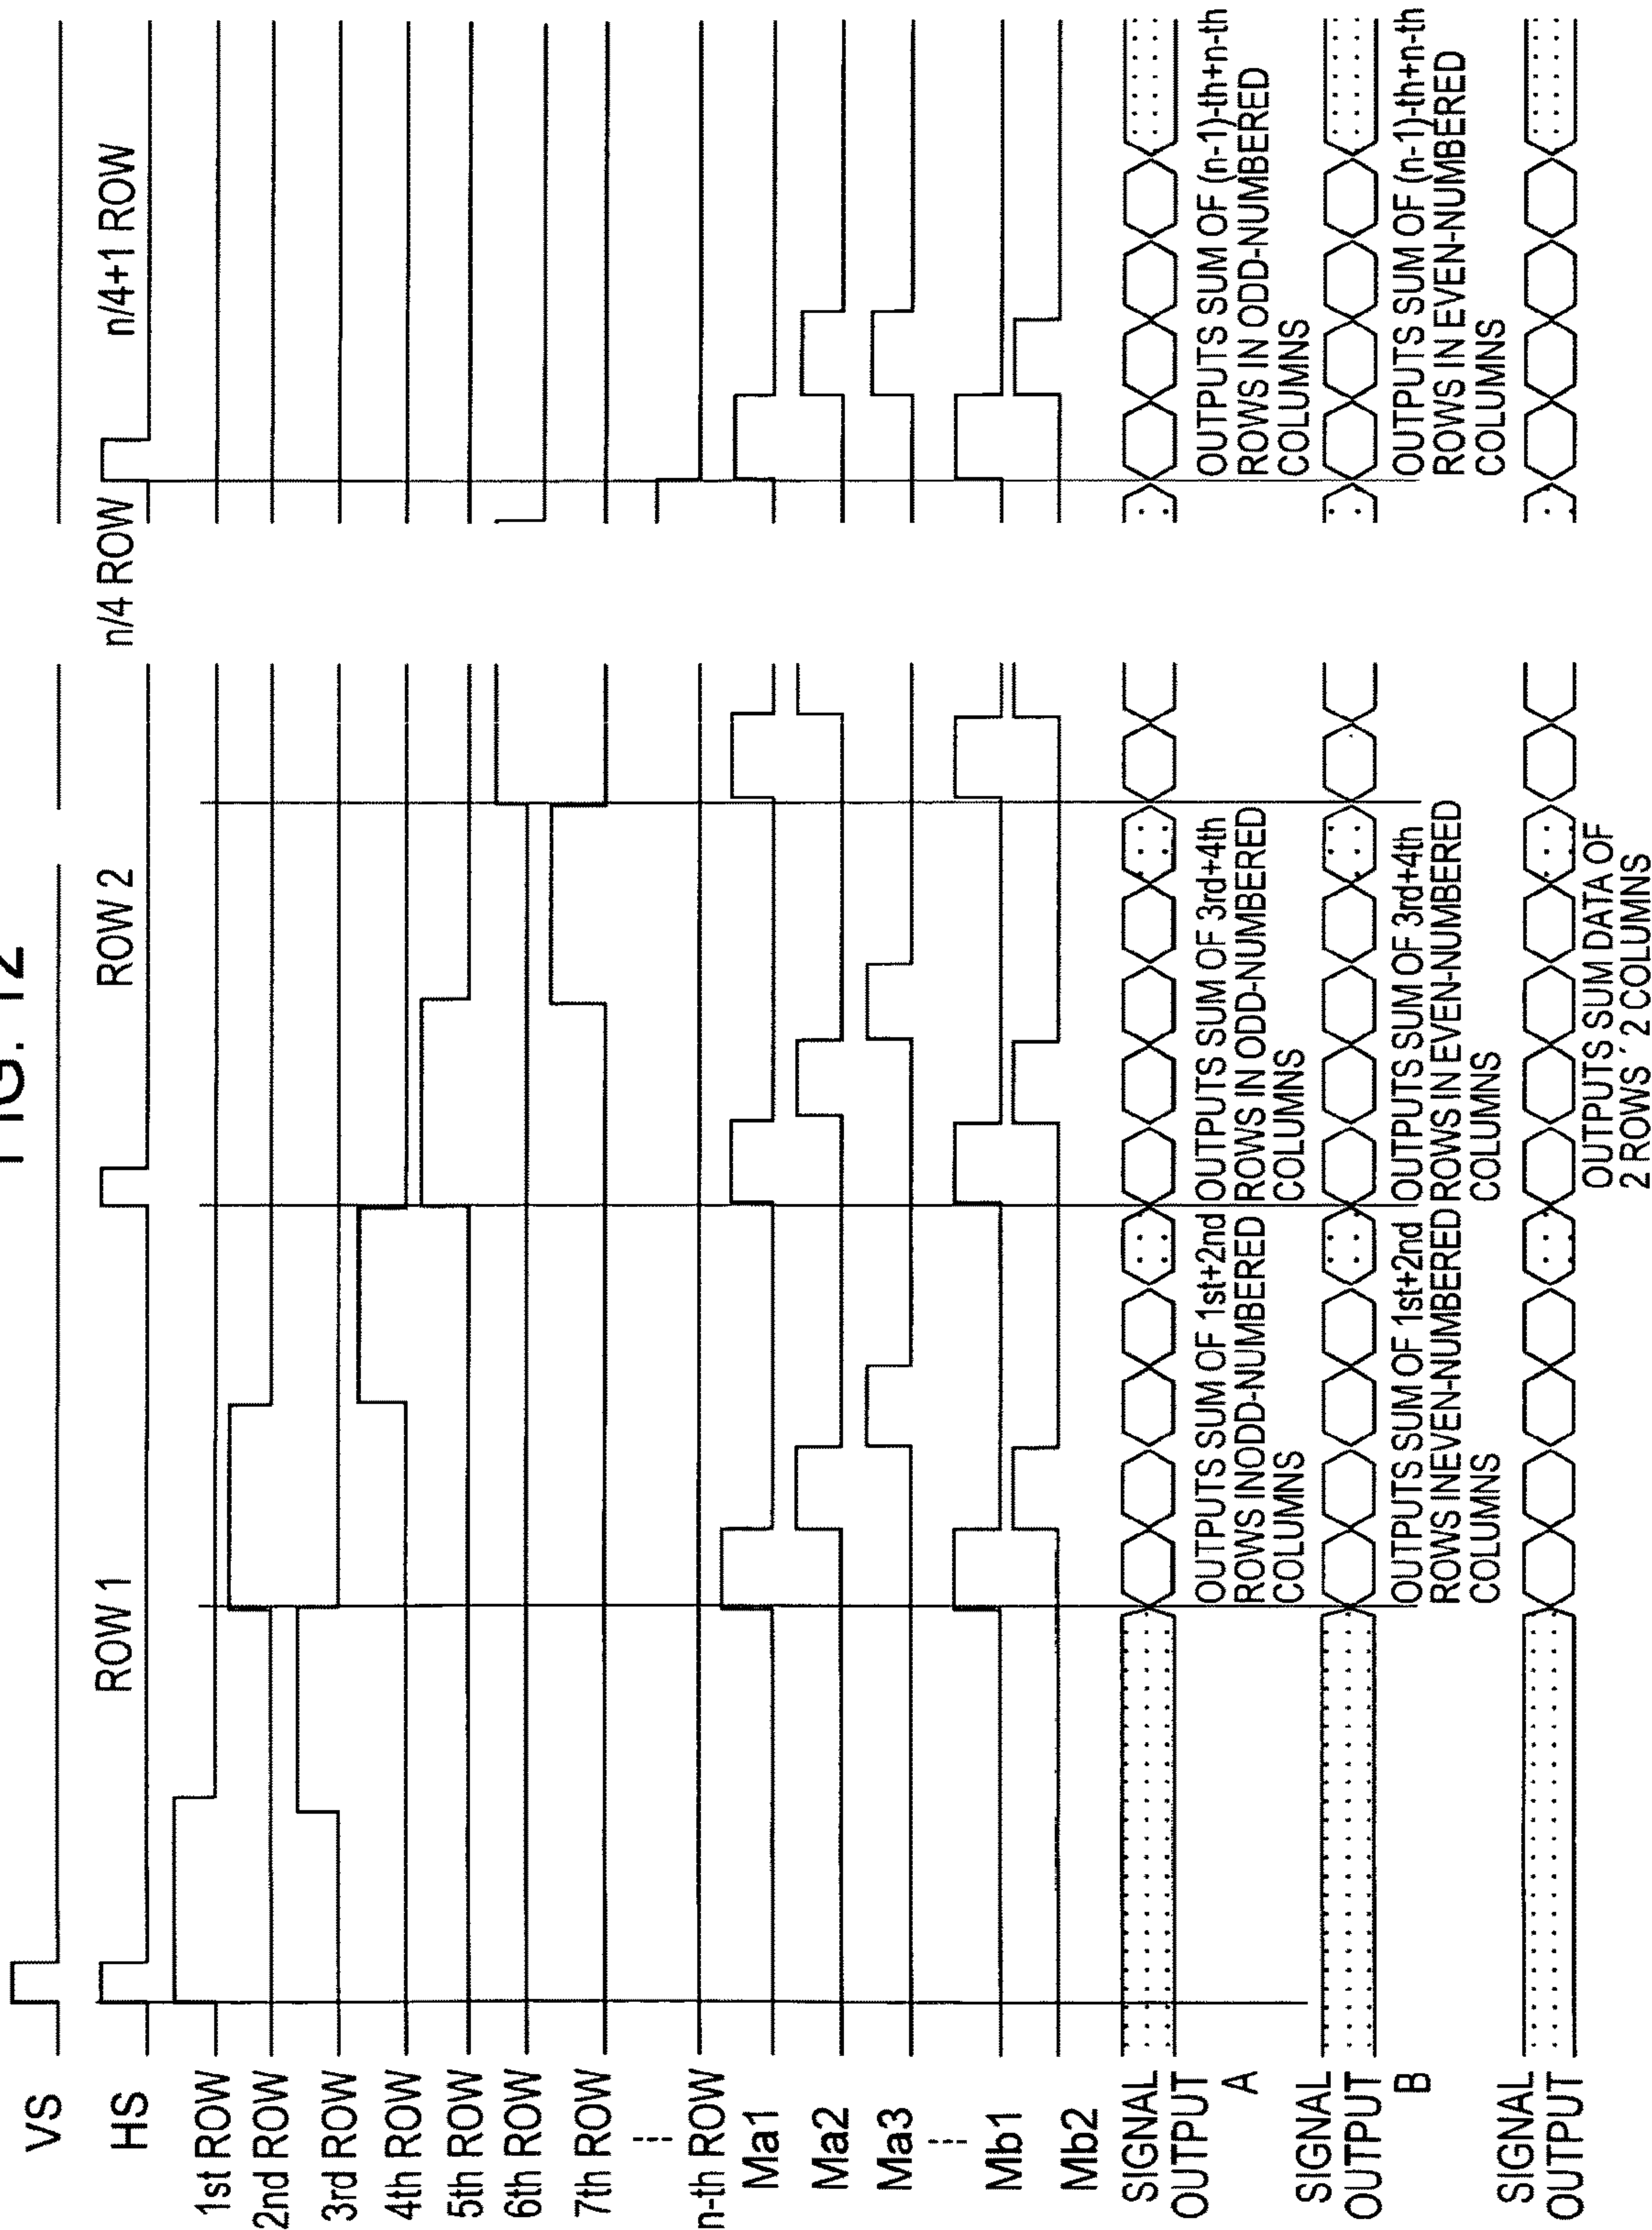 FIG. 12
VS
HS
ROW 1
ROW 2
n/4 ROW
n/4+1 ROW
1st ROW
2nd ROW
3rd ROW
4th ROW
5th ROW
6th ROW
7th ROW
n-th ROW
Ma1
Ma2
Ma3
Mb1
Mb2
SIGNAL
OUTPUT
A
OUTPUTS SUM OF 1st+2nd
ROWS INODD-NUMBERED
COLUMNS
OUTPUTS SUM OF 3rd+4th
ROWS IN ODD-NUMBERED
COLUMNS
OUTPUTS SUM OF (n-1)-th+n-th
ROWS IN ODD-NUMBERED
COLUMNS
SIGNAL
OUTPUT
B
OUTPUTS SUM OF 1st+2nd
ROWS INEVEN-NUMBERED
COLUMNS
OUTPUTS SUM OF 3rd+4th
ROWS IN EVEN-NUMBERED
COLUMNS
OUTPUTS SUM OF (n-1)-th+n-th
ROWS IN EVEN-NUMBERED
COLUMNS
SIGNAL
OUTPUT
OUTPUTS SUM DATA OF
2 ROWS ´ 2 COLUMNS